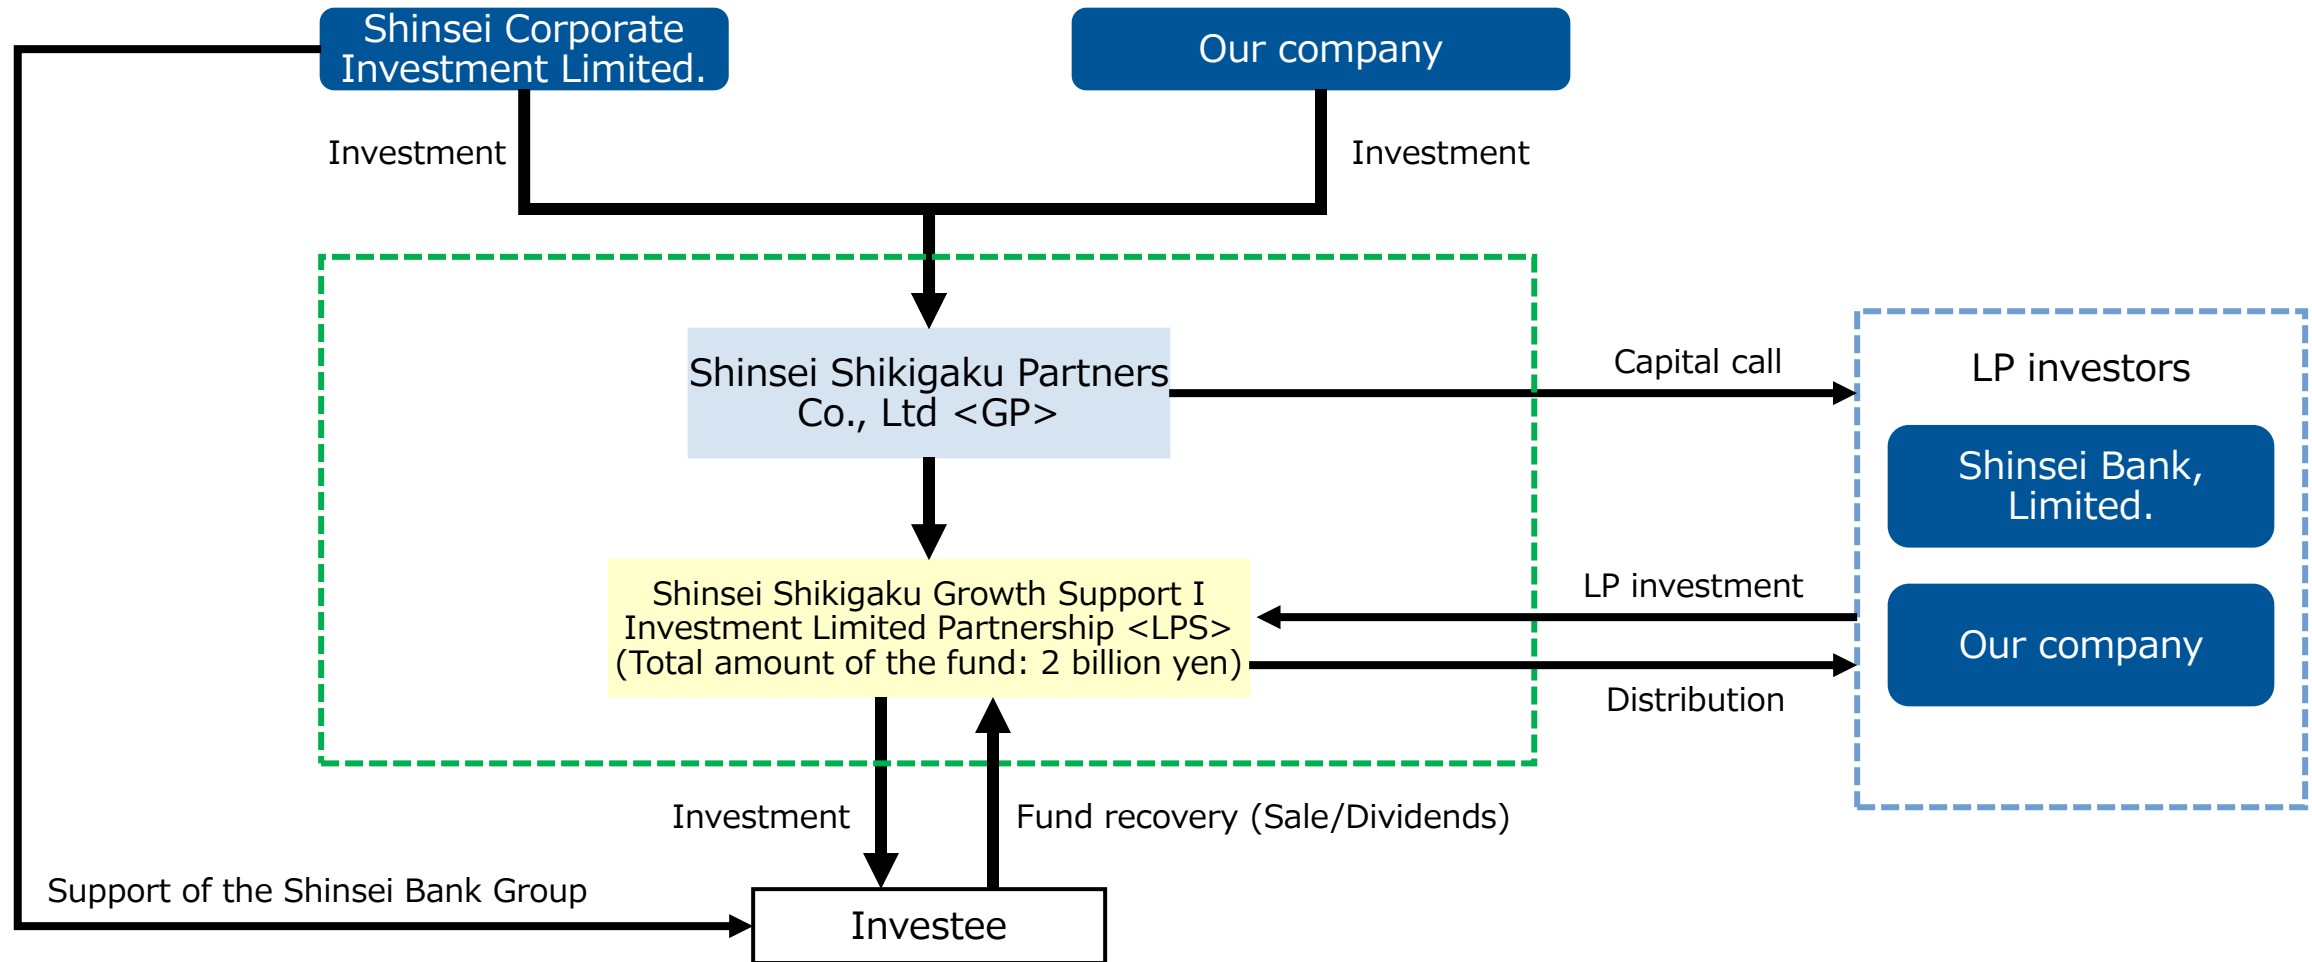 Shinsei Corporate
Investment Limited.
Our company
Investment
Investment
Shinsei Shikigaku Partners
Co., Ltd <GP>
Capital call
LP investors
Shinsei Bank,
Limited.
Shinsei Shikigaku Growth Support I
Investment Limited Partnership <LPS>
(Total amount of the fund: 2 billion yen)
LP investment
Our company
Distribution
Investment
Fund recovery (Sale/Dividends)
Support of the Shinsei Bank Group
Investee